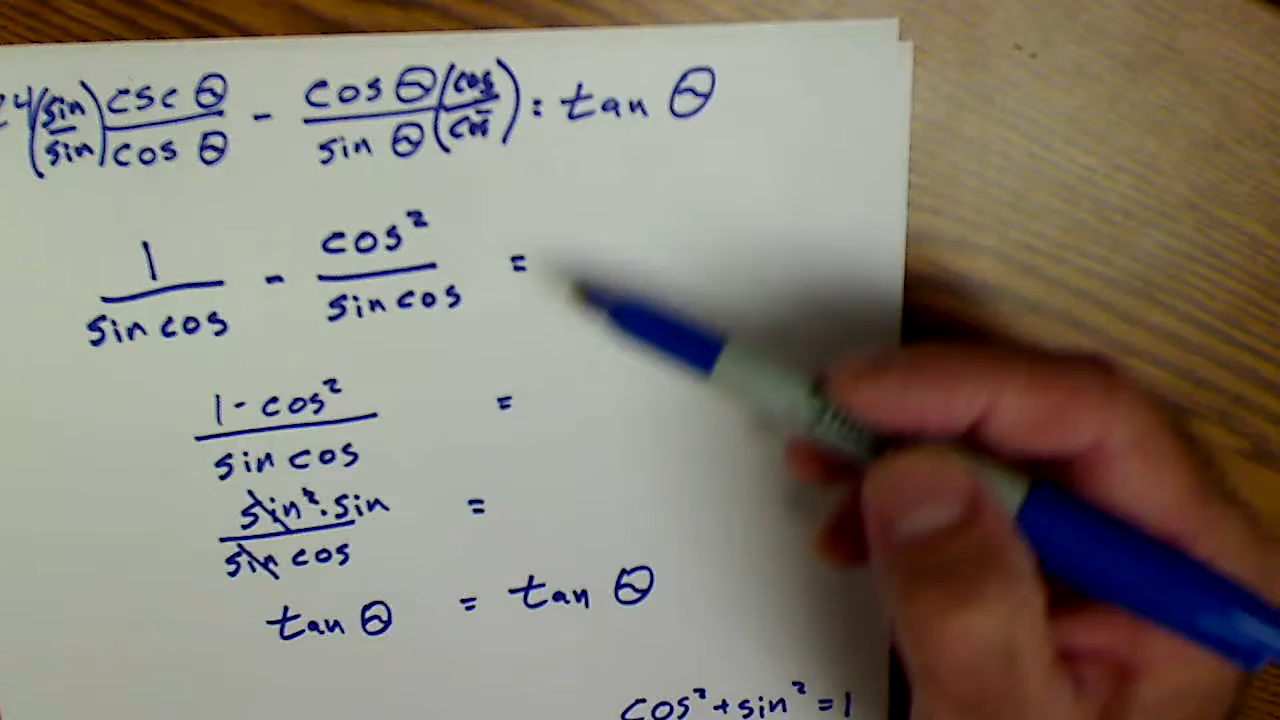 24 (sin/sin) csc Θ/cos Θ - cos Θ/sin Θ (cos/cos) = tan Θ
1/sin cos - cos²/sin cos =
1 - cos²/sin cos =
sin²·sin/sin cos =
tan Θ = tan Θ
cos² + sin² = 1